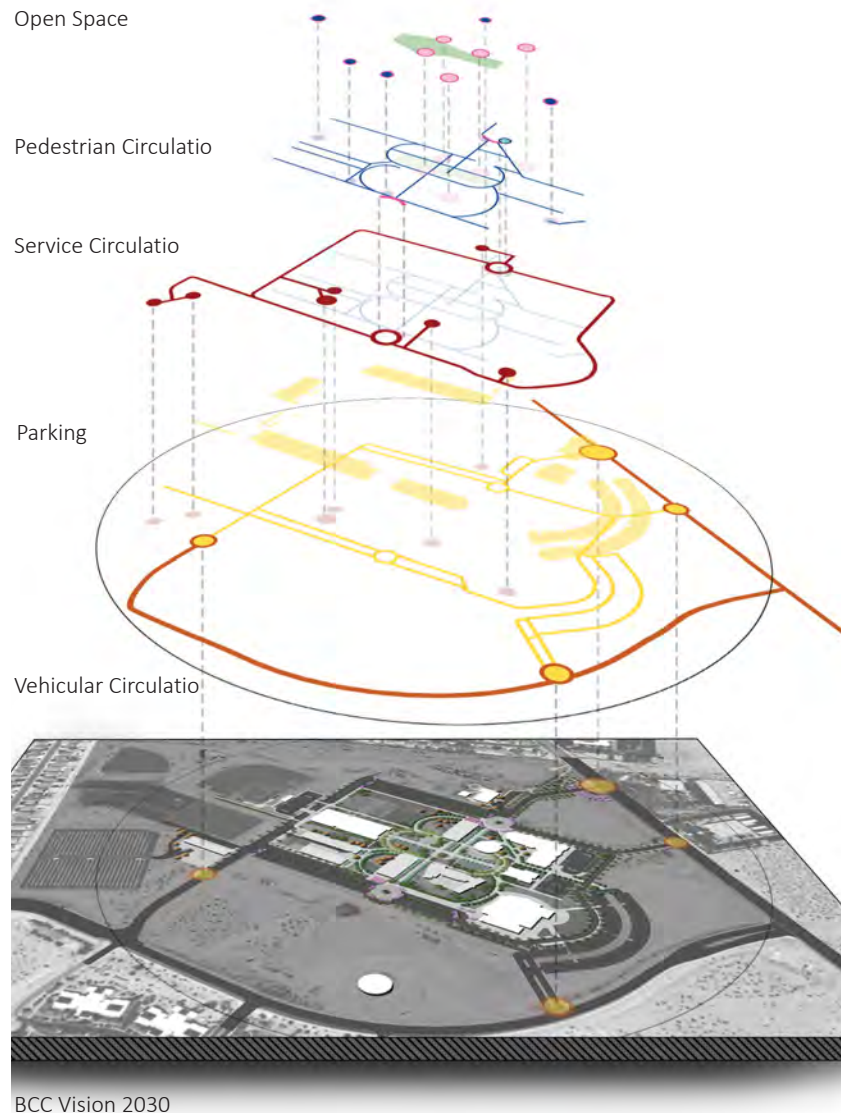 Open Space
Pedestrian Circulatio
Service Circulatio
Parking
Vehicular Circulatio
BCC Vision 2030